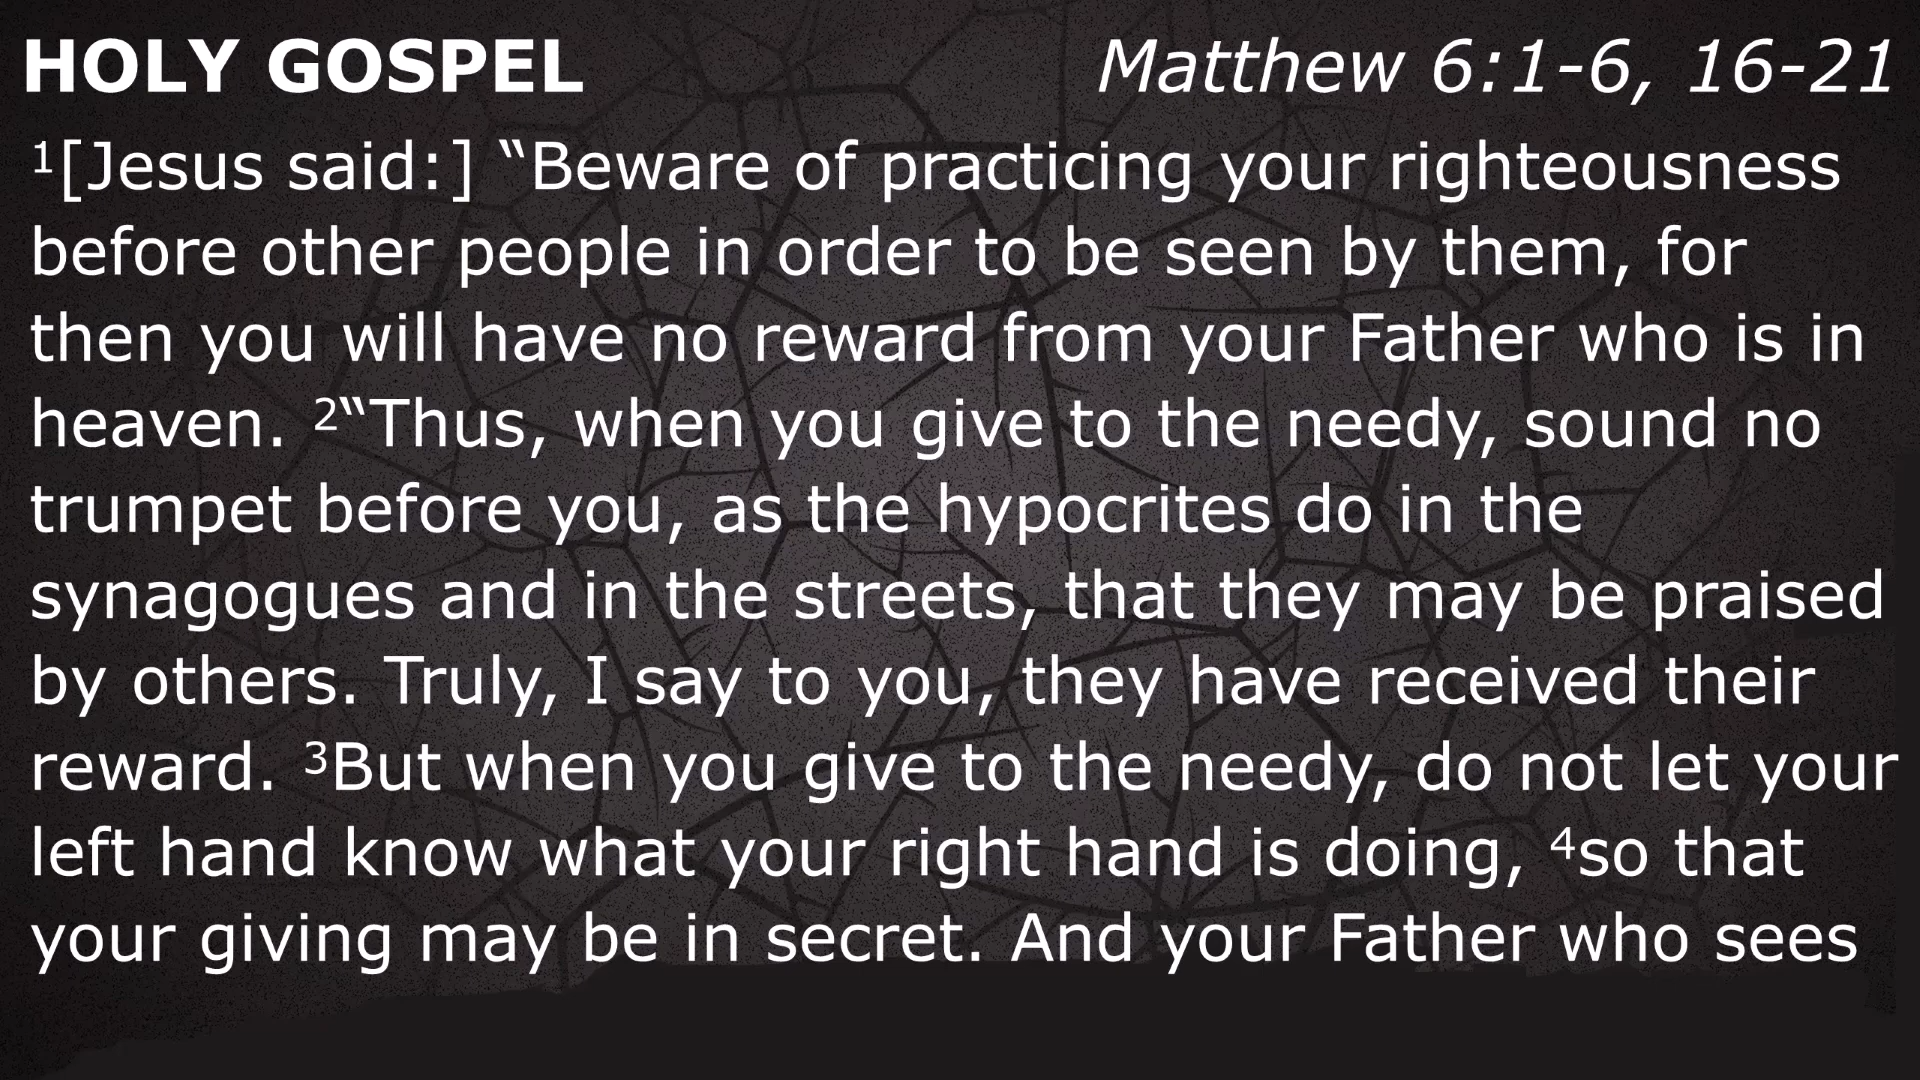 HOLY GOSPEL Matthew 6:1-6, 16-21
¹[Jesus said:] “Beware of practicing your righteousness
before other people in order to be seen by them, for
then you will have no reward from your Father who is in
heaven. ²“Thus, when you give to the needy, sound no
trumpet before you, as the hypocrites do in the
synagogues and in the streets, that they may be praised
by others. Truly, I say to you, they have received their
reward. ³But when you give to the needy, do not let your
left hand know what your right hand is doing, ⁴so that
your giving may be in secret. And your Father who sees